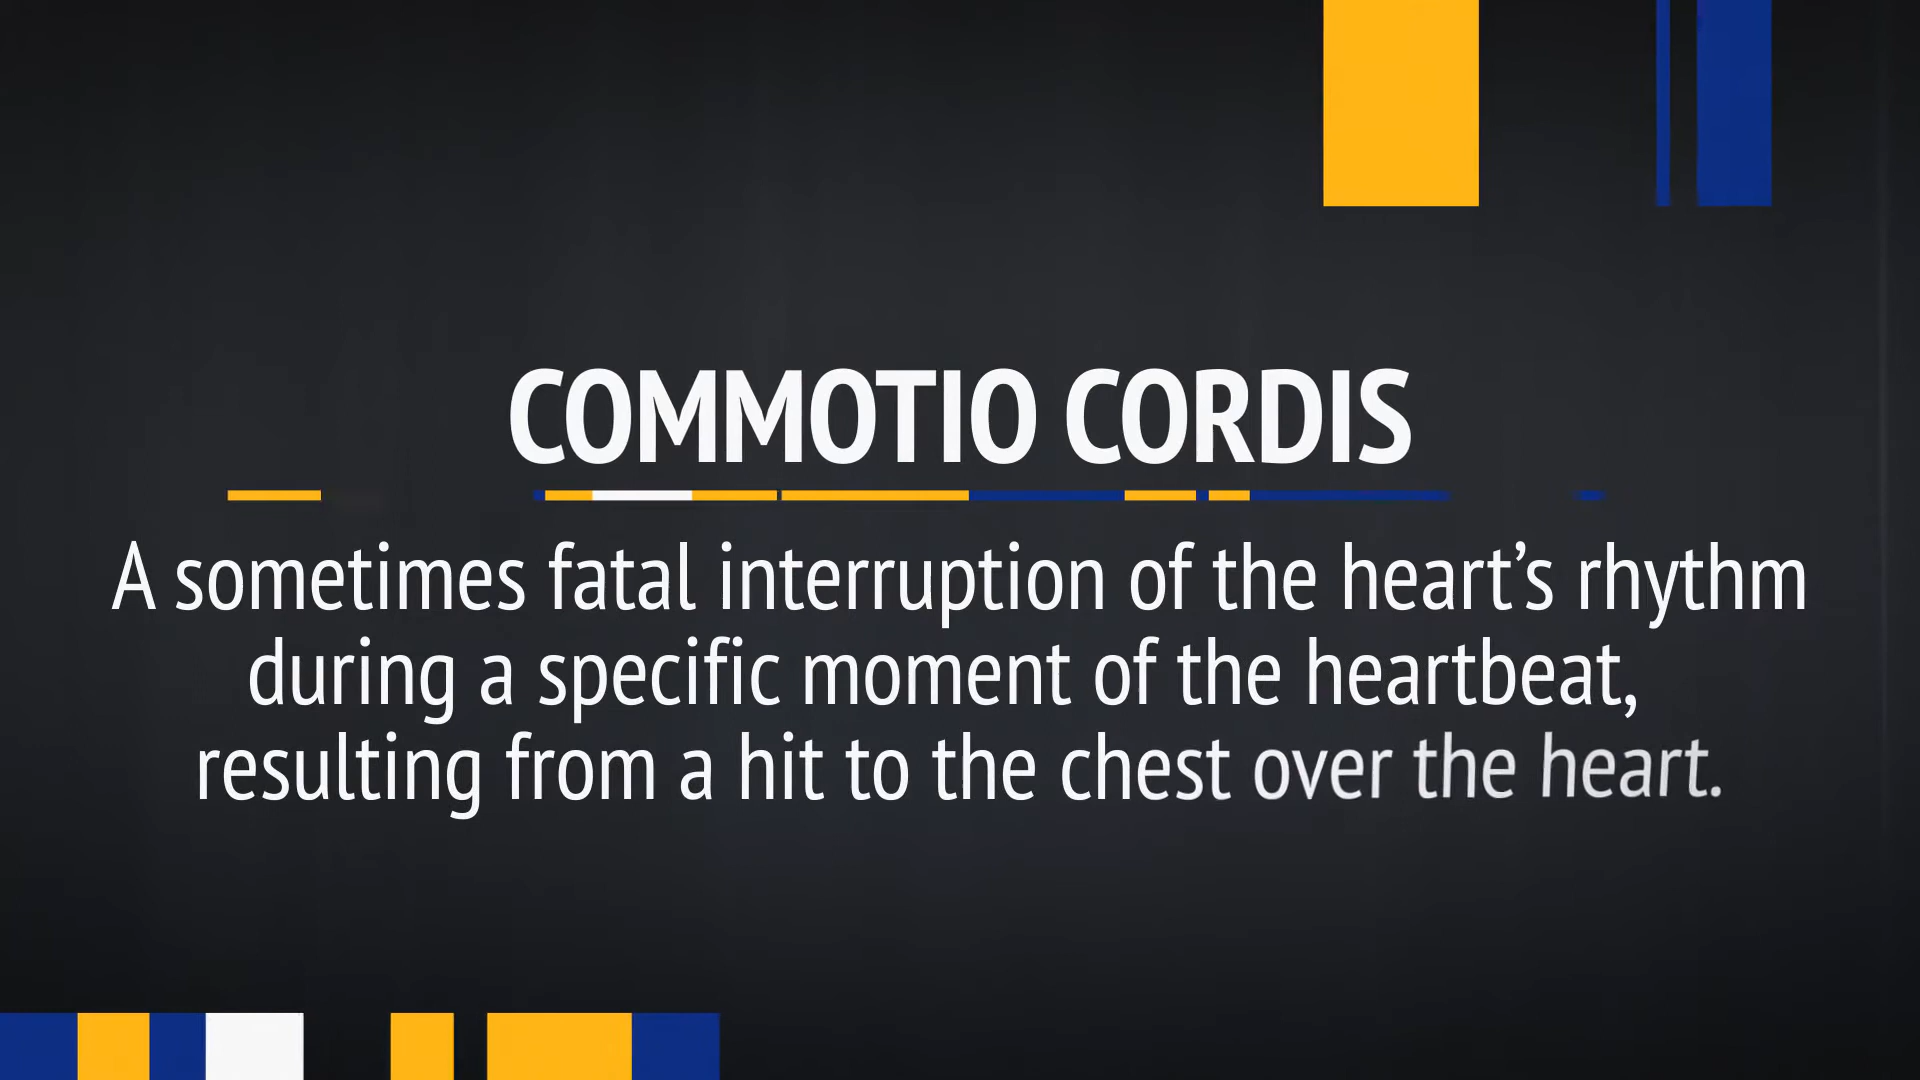 COMMOTIO CORDIS
A sometimes fatal interruption of the heart’s rhythm
during a specific moment of the heartbeat,
resulting from a hit to the chest over the heart.